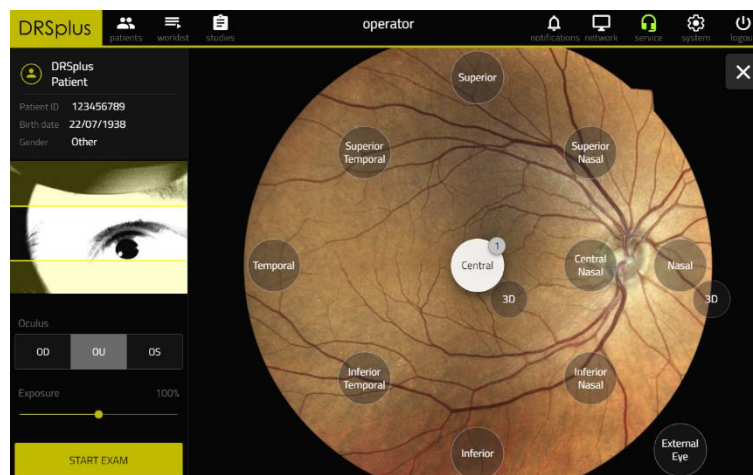 DRSplus
patients
worklist
studies
operator
notifications
network
service
system
logou
DRSplus
Patient
Patient ID 123456789
Birth date 22/07/1938
Gender Other
Oculus
OD OU OS
Exposure 100%
START EXAM
Superior
Superior
Temporal
Superior
Nasal
Temporal
Central
1
3D
Central
Nasal
Nasal
3D
Inferior
Temporal
Inferior
Nasal
Inferior
External
Eye